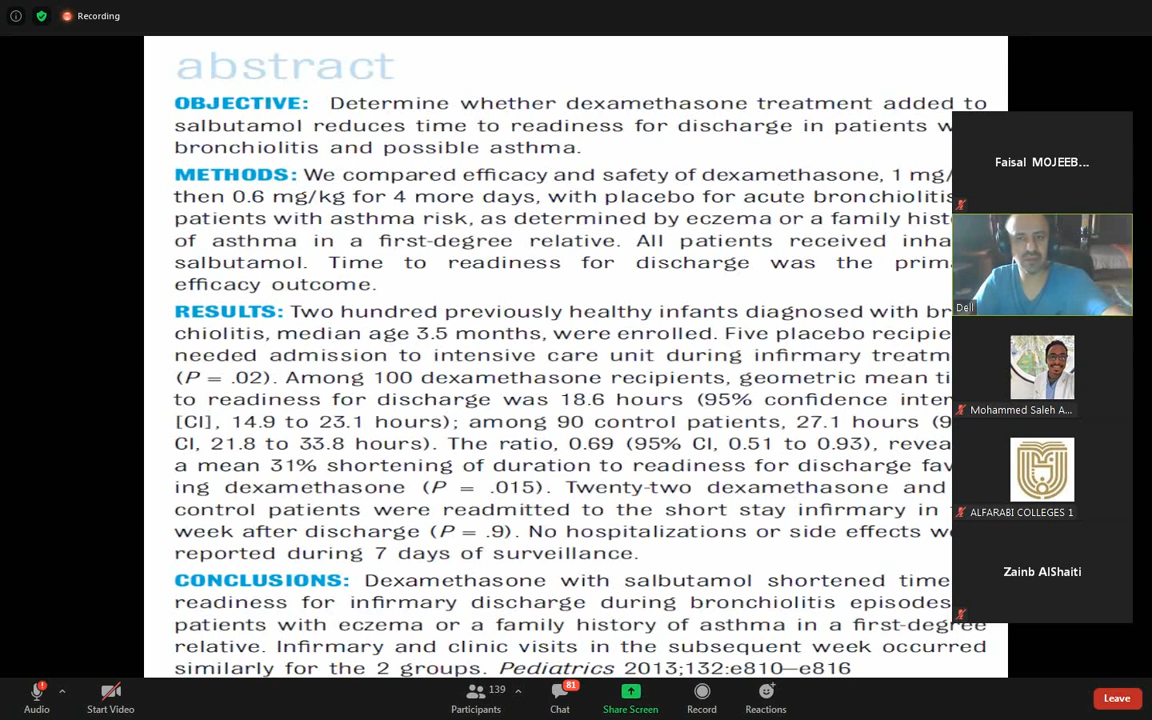 Recording
abstract
OBJECTIVE: Determine whether dexamethasone treatment added to
salbutamol reduces time to readiness for discharge in patients w
bronchiolitis and possible asthma.
METHODS: We compared efficacy and safety of dexamethasone, 1 mg/
then 0.6 mg/kg for 4 more days, with placebo for acute bronchiolitis
patients with asthma risk, as determined by eczema or a family hist
of asthma in a first-degree relative. All patients received inha
salbutamol. Time to readiness for discharge was the prima
efficacy outcome.
RESULTS: Two hundred previously healthy infants diagnosed with br
chiolitis, median age 3.5 months, were enrolled. Five placebo recipie
needed admission to intensive care unit during infirmary treatm
(P = .02). Among 100 dexamethasone recipients, geometric mean ti
to readiness for discharge was 18.6 hours (95% confidence inter
[CI], 14.9 to 23.1 hours); among 90 control patients, 27.1 hours (9
CI, 21.8 to 33.8 hours). The ratio, 0.69 (95% CI, 0.51 to 0.93), revea
a mean 31% shortening of duration to readiness for discharge fav
ing dexamethasone (P = .015). Twenty-two dexamethasone and
control patients were readmitted to the short stay infirmary in
week after discharge (P = .9). No hospitalizations or side effects w
reported during 7 days of surveillance.
CONCLUSIONS: Dexamethasone with salbutamol shortened time
readiness for infirmary discharge during bronchiolitis episodes
patients with eczema or a family history of asthma in a first-degree
relative. Infirmary and clinic visits in the subsequent week occurred
similarly for the 2 groups. Pediatrics 2013;132:e810–e816
Faisal MOJEEB...
Dell
Mohammed Saleh A...
ALFARABI COLLEGES 1
Zainb AlShaiti
Audio
Start Video
139
Participants
81
Chat
Share Screen
Record
Reactions
Leave